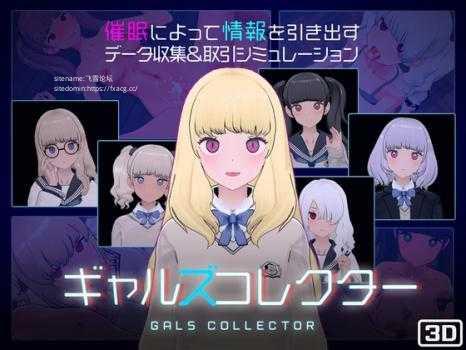 催眠によって情報を引き出す
データ収集&取引シミュレーション
sitename:飞雪论坛
sitedomin:https://fxacg.cc/
ギャルズコレクター
GALS COLLECTOR
3D